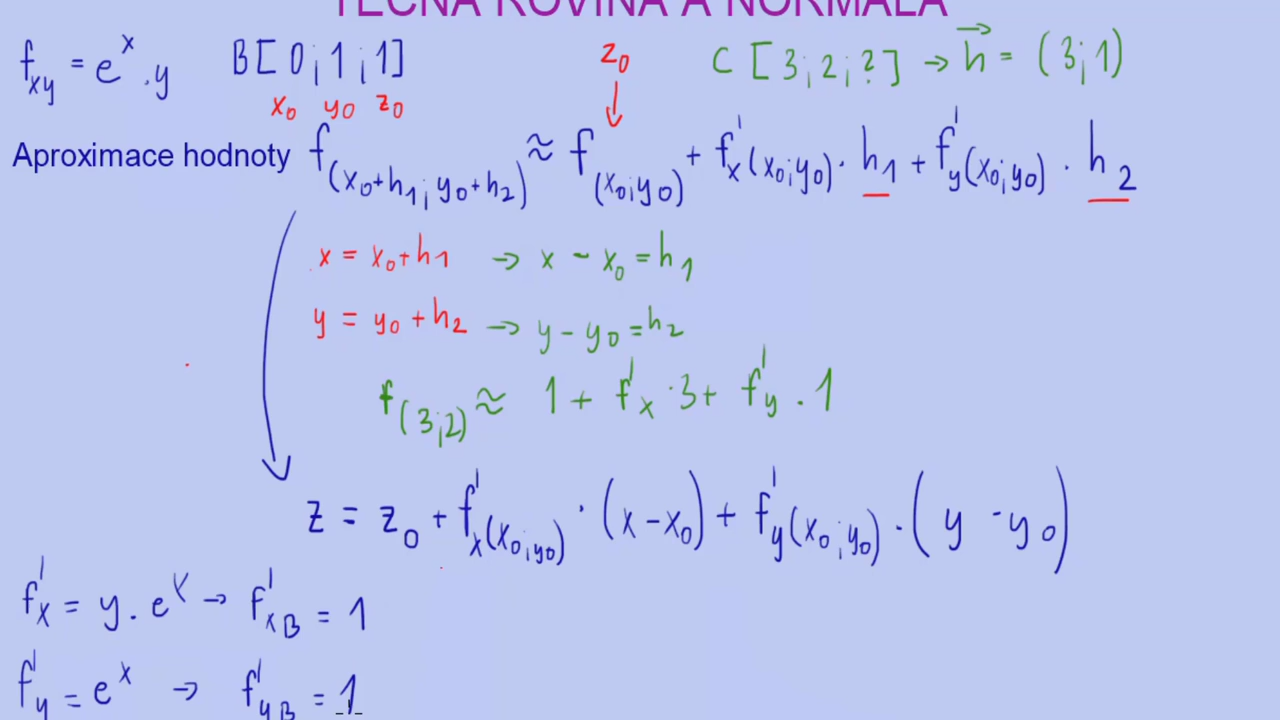 TEČNÁ ROVINA A NORMÁLA
f_xy = e^x · y B[0;1;1] z0 C[3;2;?] → h⃗ = (3;1)
x0 y0 z0
Aproximace hodnoty f(x0+h1;y0+h2) ≈ f(x0;y0) + f'x(x0;y0) · h1 + f'y(x0;y0) · h2
x = x0+h1 → x - x0 = h1
y = y0 + h2 → y - y0 = h2
f(3;2) ≈ 1 + f'x · 3 + f'y · 1
z = z0 + f'x(x0;y0) · (x - x0) + f'y(x0;y0) · (y - y0)
f'x = y · e^x → f'xB = 1
f'y = e^x → f'yB = 1